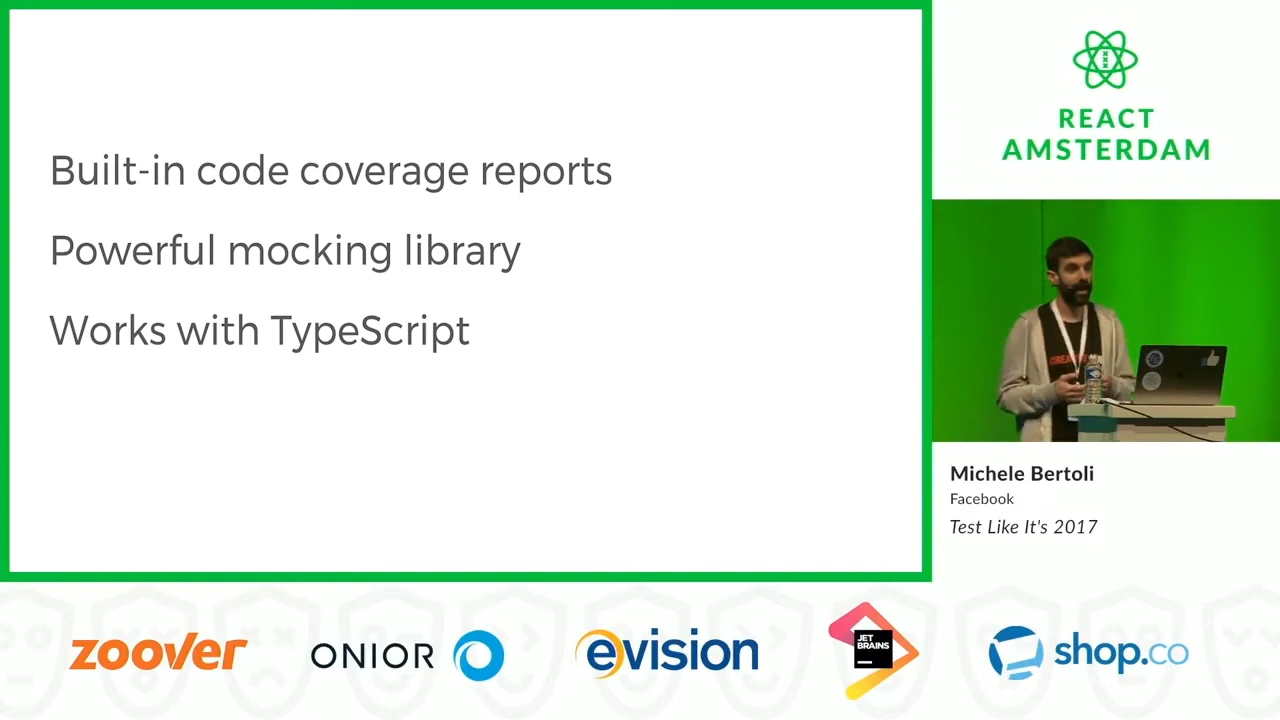 Built-in code coverage reports
Powerful mocking library
Works with TypeScript
REACT
AMSTERDAM
Michele Bertoli
Facebook
Test Like It's 2017
zoover
ONIOR
evision
JET
BRAINS
shop.co